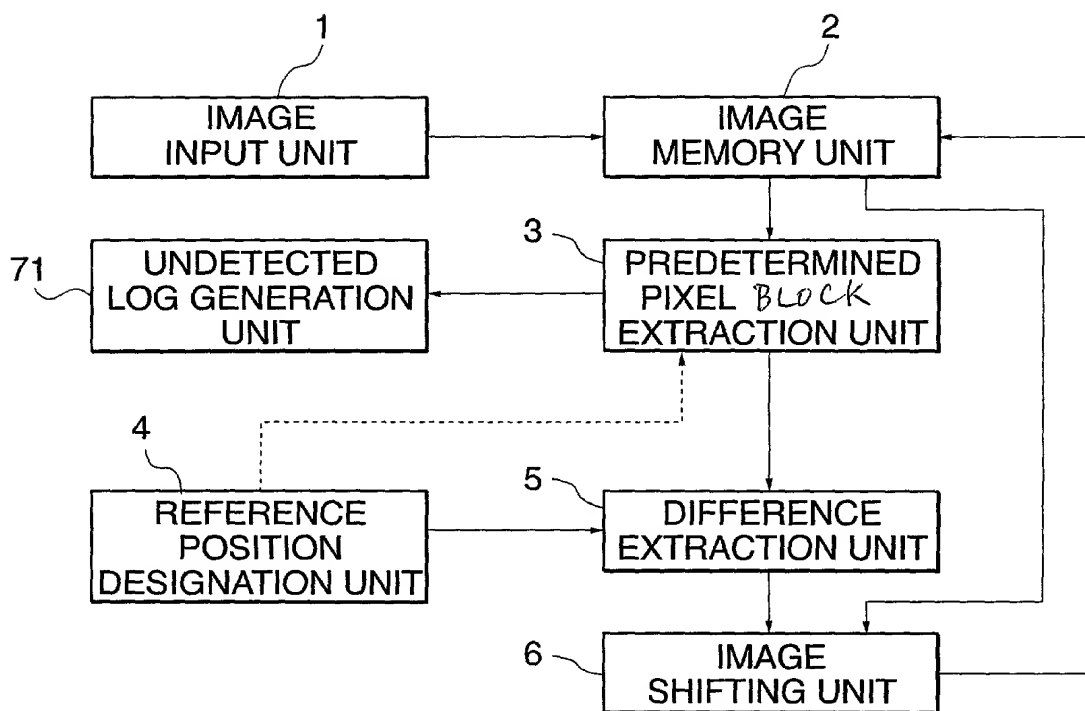 1
IMAGE
INPUT UNIT
2
IMAGE
MEMORY UNIT
71
UNDETECTED
LOG GENERATION
UNIT
3
PREDETERMINED
PIXEL BLOCK
EXTRACTION UNIT
4
REFERENCE
POSITION
DESIGNATION UNIT
5
DIFFERENCE
EXTRACTION UNIT
6
IMAGE
SHIFTING UNIT